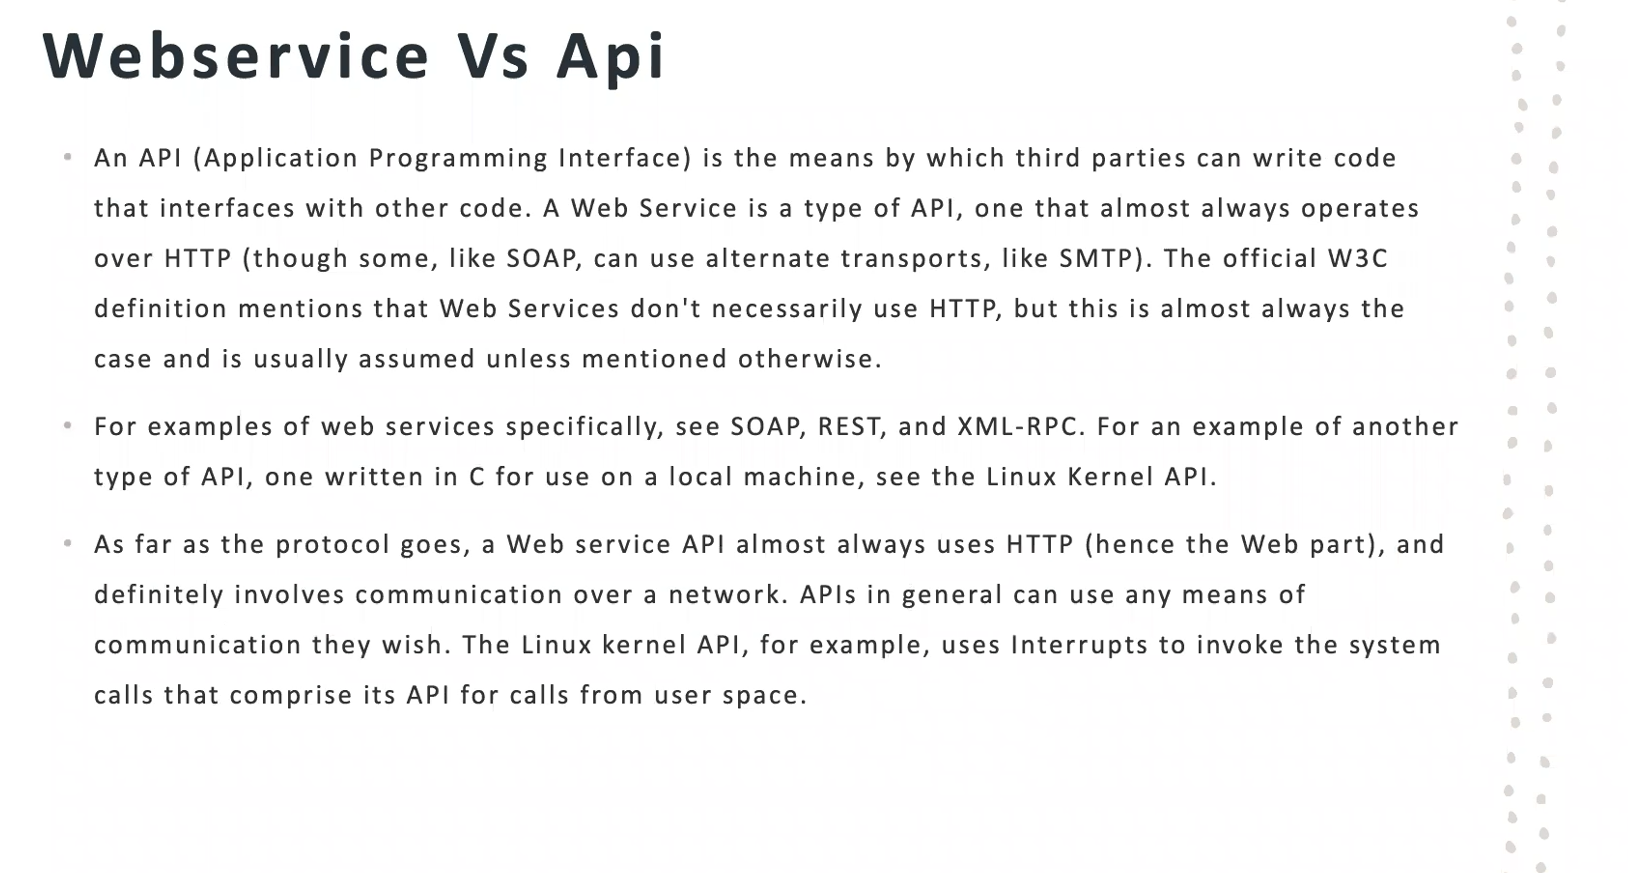 Webservice Vs Api
• An API (Application Programming Interface) is the means by which third parties can write code
that interfaces with other code. A Web Service is a type of API, one that almost always operates
over HTTP (though some, like SOAP, can use alternate transports, like SMTP). The official W3C
definition mentions that Web Services don't necessarily use HTTP, but this is almost always the
case and is usually assumed unless mentioned otherwise.
• For examples of web services specifically, see SOAP, REST, and XML-RPC. For an example of another
type of API, one written in C for use on a local machine, see the Linux Kernel API.
• As far as the protocol goes, a Web service API almost always uses HTTP (hence the Web part), and
definitely involves communication over a network. APIs in general can use any means of
communication they wish. The Linux kernel API, for example, uses Interrupts to invoke the system
calls that comprise its API for calls from user space.